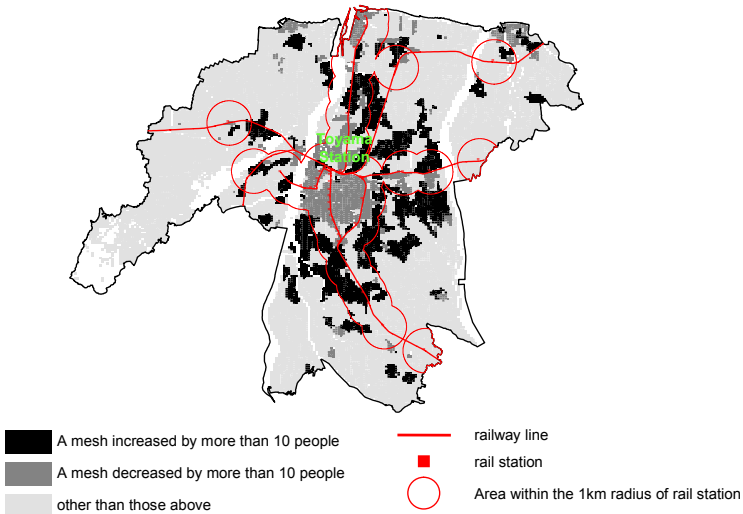 Toyama
Station
A mesh increased by more than 10 people
A mesh decreased by more than 10 people
other than those above
railway line
rail station
Area within the 1km radius of rail station